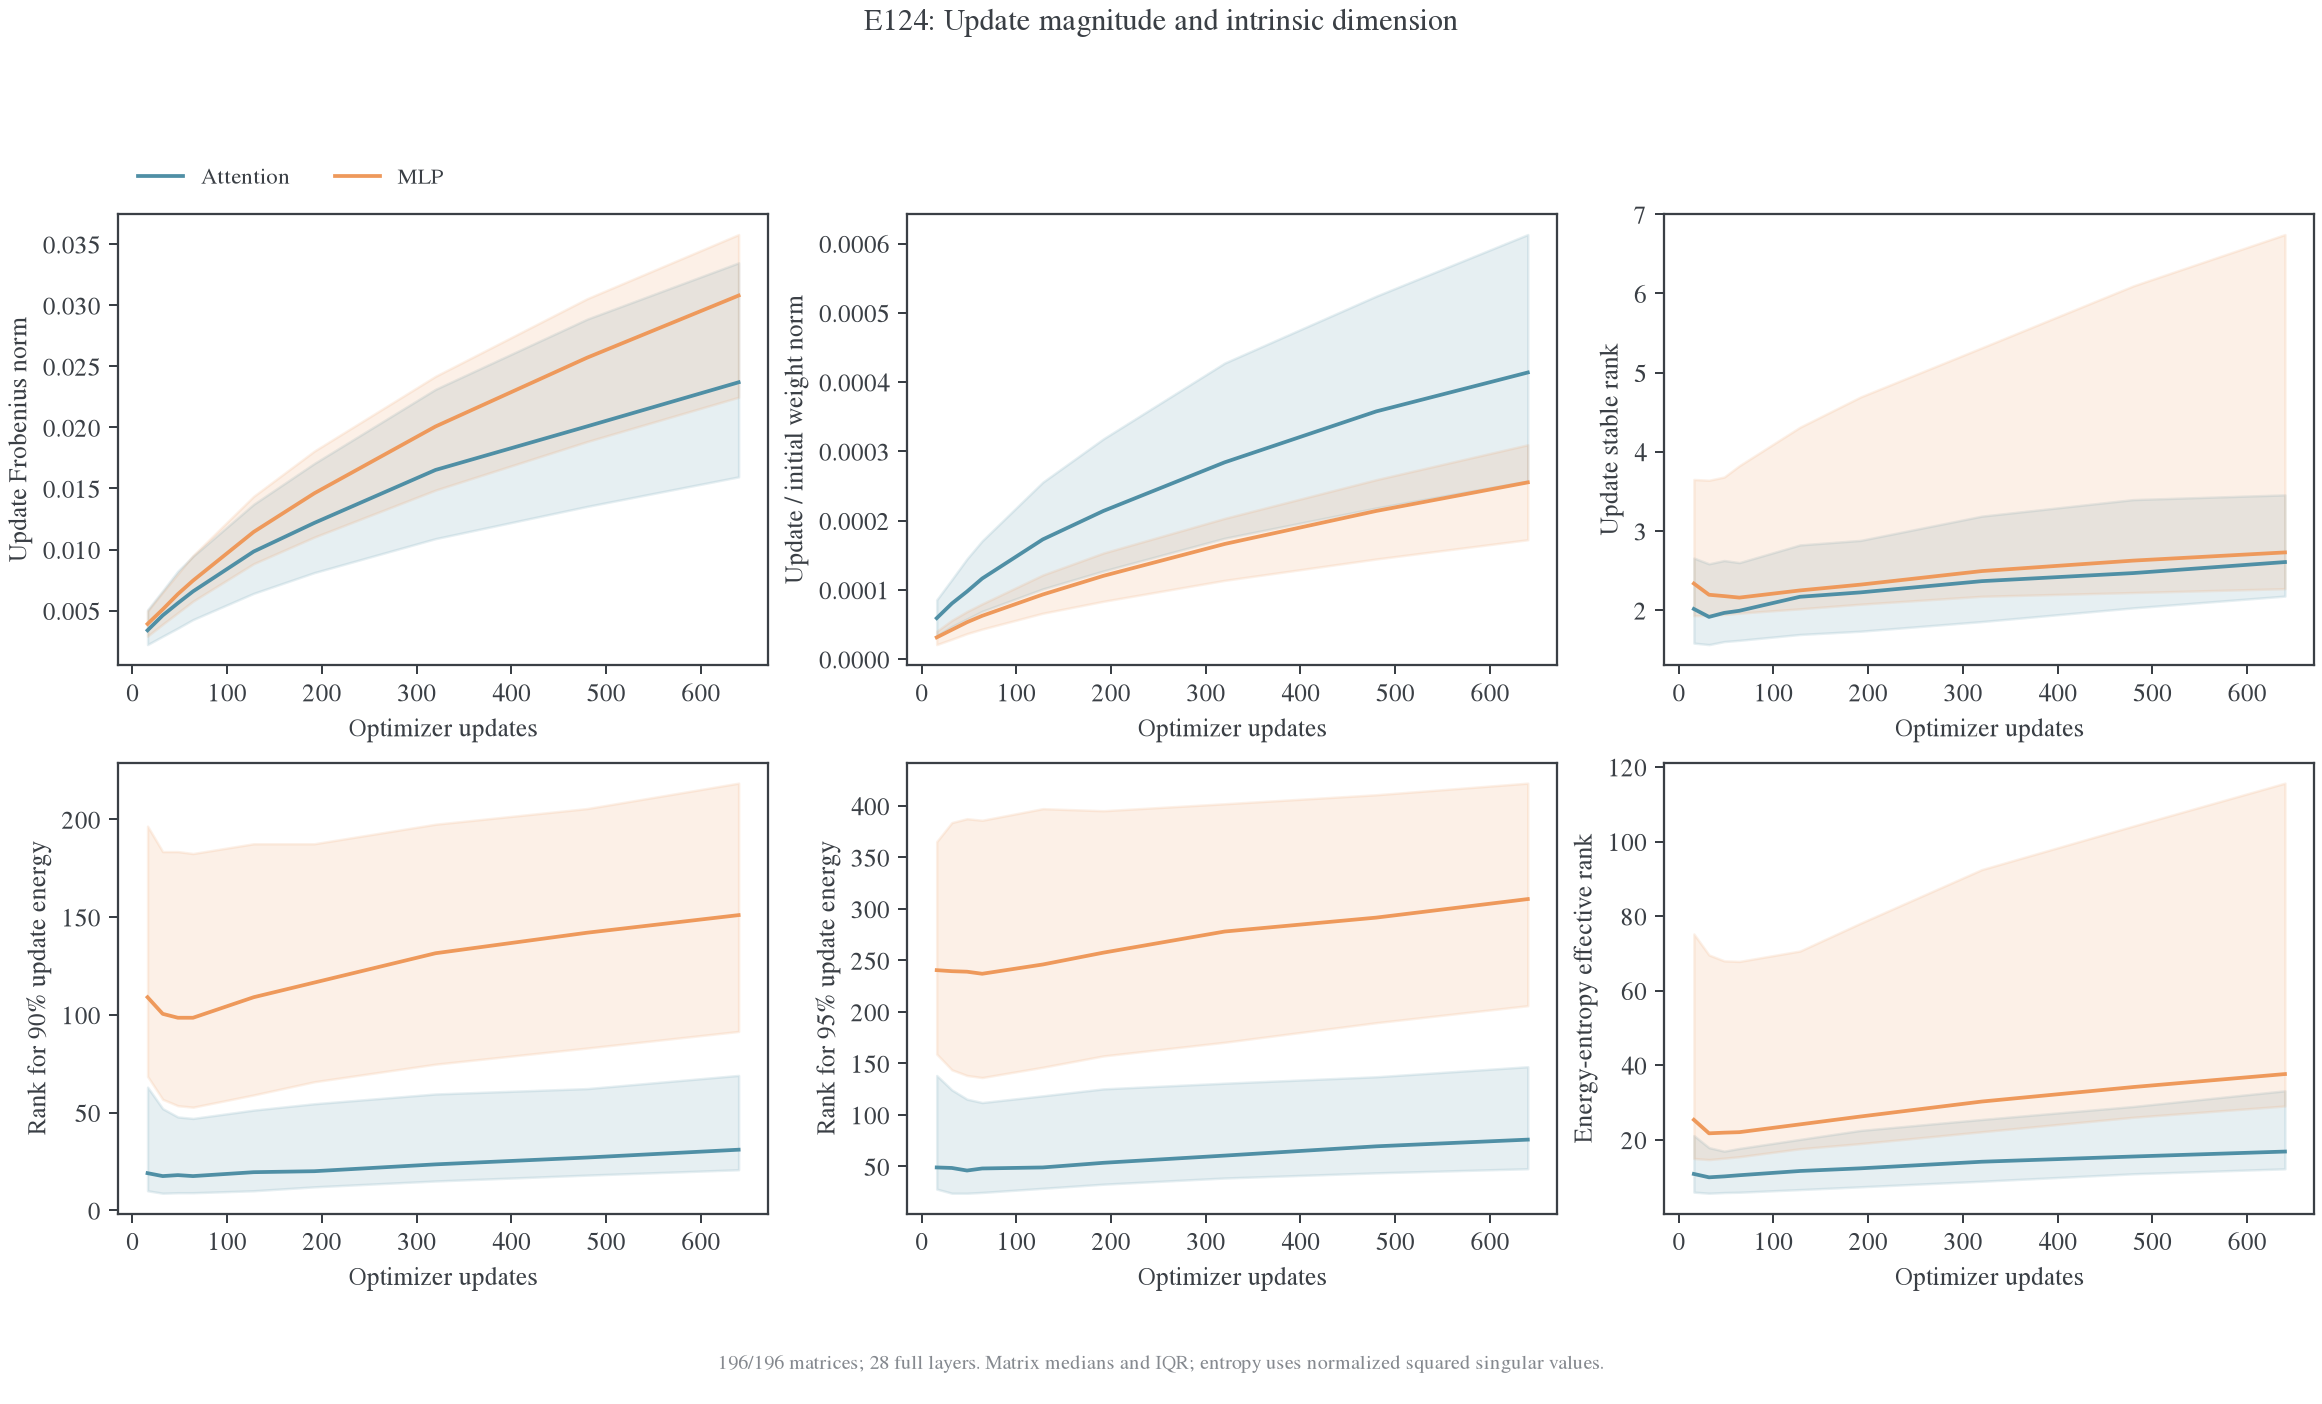 E124: Update magnitude and intrinsic dimension
Attention
MLP
Update Frobenius norm
0.035
0.030
0.025
0.020
0.015
0.010
0.005
0 100 200 300 400 500 600
Optimizer updates
Update / initial weight norm
0.0006
0.0005
0.0004
0.0003
0.0002
0.0001
0.0000
0 100 200 300 400 500 600
Optimizer updates
Update stable rank
7
6
5
4
3
2
0 100 200 300 400 500 600
Optimizer updates
Rank for 90% update energy
200
150
100
50
0
0 100 200 300 400 500 600
Optimizer updates
Rank for 95% update energy
400
350
300
250
200
150
100
50
0 100 200 300 400 500 600
Optimizer updates
Energy-entropy effective rank
120
100
80
60
40
20
0 100 200 300 400 500 600
Optimizer updates
196/196 matrices; 28 full layers. Matrix medians and IQR; entropy uses normalized squared singular values.